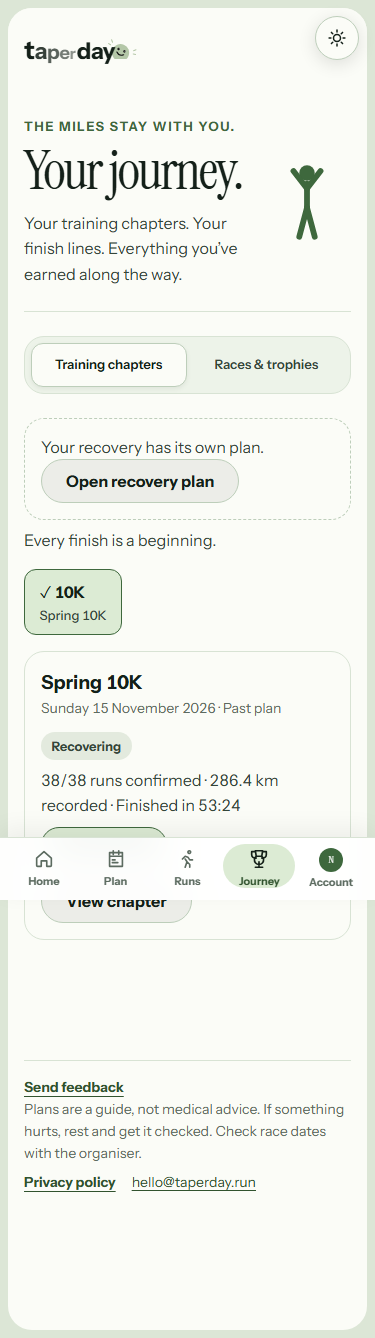 taperday
THE MILES STAY WITH YOU.
Your journey.
Your training chapters. Your
finish lines. Everything you've
earned along the way.
Training chapters
Races & trophies
Your recovery has its own plan.
Open recovery plan
Every finish is a beginning.
✓ 10K
Spring 10K
Spring 10K
Sunday 15 November 2026 · Past plan
Recovering
38/38 runs confirmed · 286.4 km
recorded · Finished in 53:24
Home
Plan
Runs
Journey
N
Account
View chapter
Send feedback
Plans are a guide, not medical advice. If something
hurts, rest and get it checked. Check race dates
with the organiser.
Privacy policy
hello@taperday.run